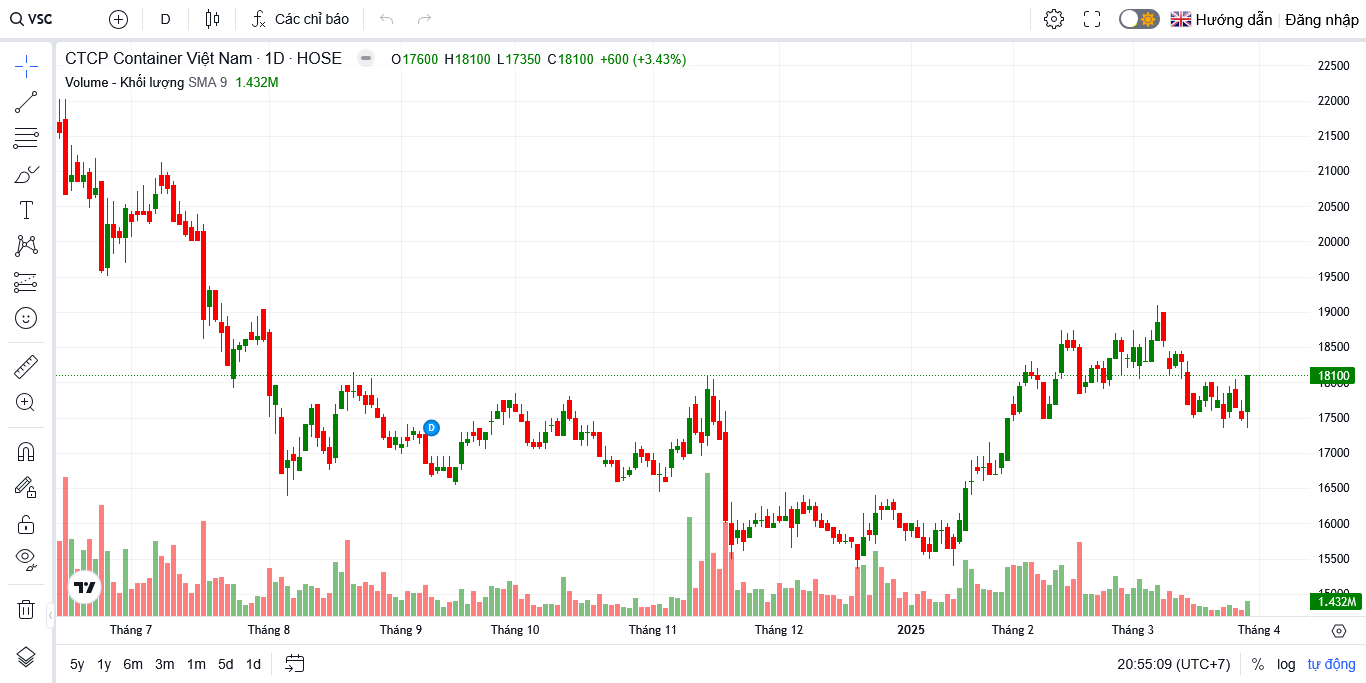 VSC D Các chỉ báo Hướng dẫn Đăng nhập
CTCP Container Việt Nam · 1D · HOSE O17600 H18100 L17350 C18100 +600 (+3.43%)
Volume - Khối lượng SMA 9 1.432M
22500
22000
21500
21000
20500
20000
19500
19000
18500
18100
18000
D
17500
17000
16500
16000
15500
15000
1.432M
Tháng 7 Tháng 8 Tháng 9 Tháng 10 Tháng 11 Tháng 12 2025 Tháng 2 Tháng 3 Tháng 4
5y 1y 6m 3m 1m 5d 1d 20:55:09 (UTC+7) % log tự động